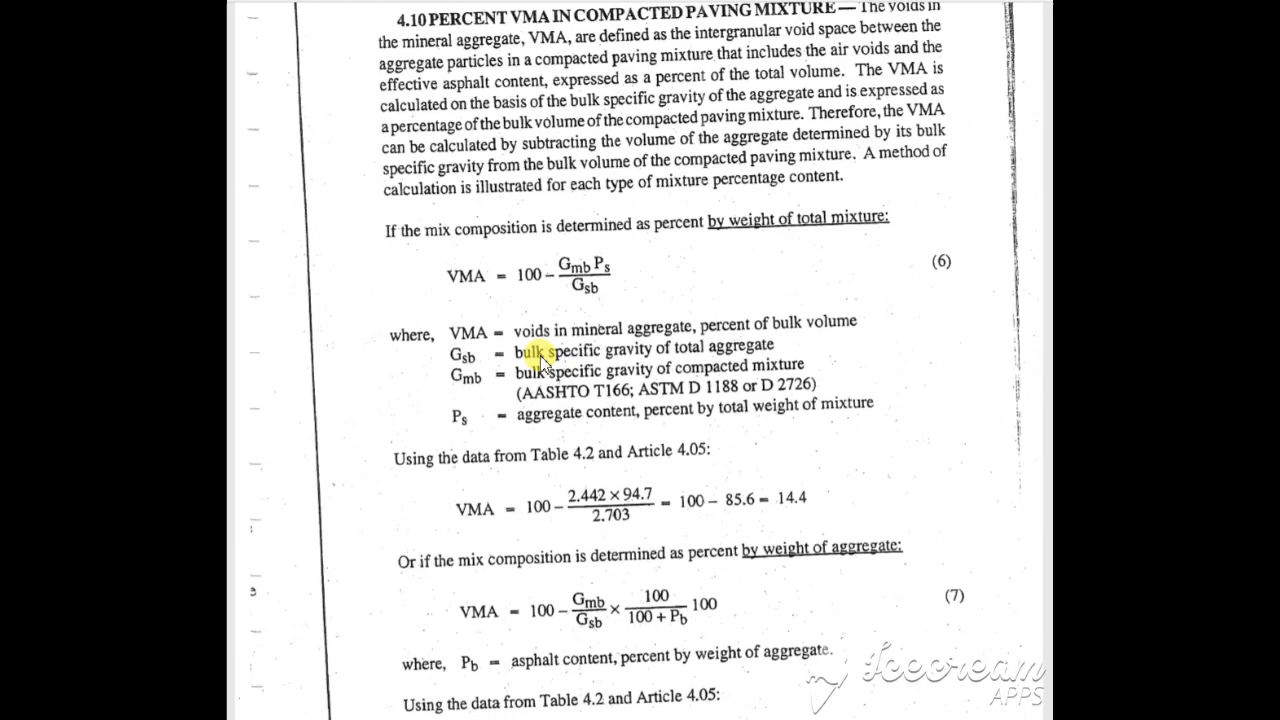 4.10 PERCENT VMA IN COMPACTED PAVING MIXTURE — The voids in
the mineral aggregate, VMA, are defined as the intergranular void space between the
aggregate particles in a compacted paving mixture that includes the air voids and the
effective asphalt content, expressed as a percent of the total volume. The VMA is
calculated on the basis of the bulk specific gravity of the aggregate and is expressed as
a percentage of the bulk volume of the compacted paving mixture. Therefore, the VMA
can be calculated by subtracting the volume of the aggregate determined by its bulk
specific gravity from the bulk volume of the compacted paving mixture. A method of
calculation is illustrated for each type of mixture percentage content.
If the mix composition is determined as percent by weight of total mixture:
VMA = 100 – Gmb Ps / Gsb (6)
where, VMA = voids in mineral aggregate, percent of bulk volume
Gsb = bulk specific gravity of total aggregate
Gmb = bulk specific gravity of compacted mixture
(AASHTO T166; ASTM D 1188 or D 2726)
Ps = aggregate content, percent by total weight of mixture
Using the data from Table 4.2 and Article 4.05:
VMA = 100 – 2.442 × 94.7 / 2.703 = 100 – 85.6 = 14.4
Or if the mix composition is determined as percent by weight of aggregate:
VMA = 100 – Gmb / Gsb × 100 / 100 + Pb 100 (7)
where, Pb = asphalt content, percent by weight of aggregate.
Using the data from Table 4.2 and Article 4.05:
Icecream
APPS